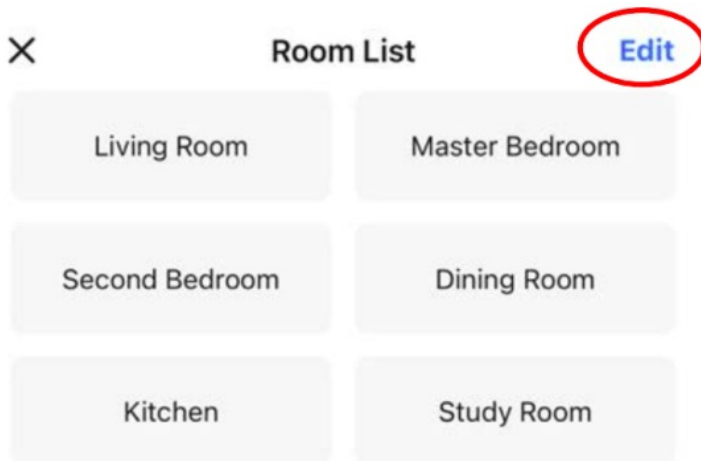 Room List
Edit
Living Room
Master Bedroom
Second Bedroom
Dining Room
Kitchen
Study Room